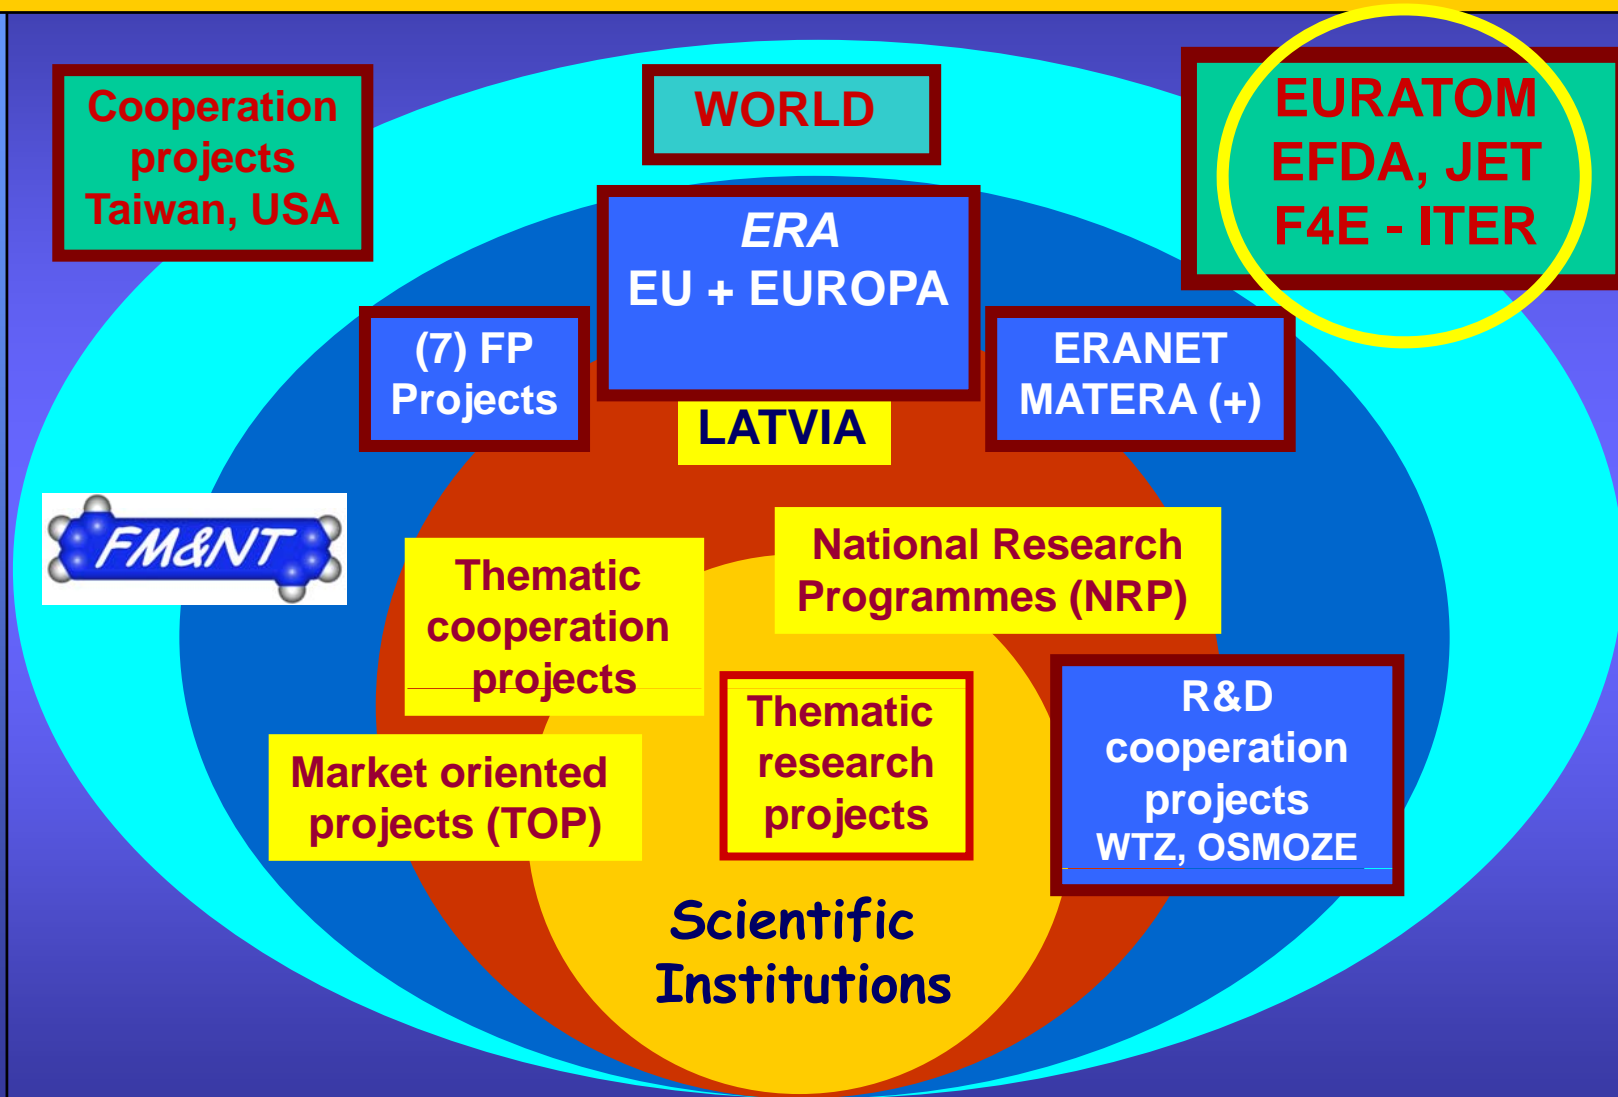 Cooperation
projects
Taiwan, USA
WORLD
EURATOM
EFDA, JET
F4E - ITER
ERA
EU + EUROPA
(7) FP
Projects
ERANET
MATERA (+)
LATVIA
FM&NT
Thematic
cooperation
projects
National Research
Programmes (NRP)
Market oriented
projects (TOP)
Thematic
research
projects
R&D
cooperation
projects
WTZ, OSMOZE
Scientific
Institutions